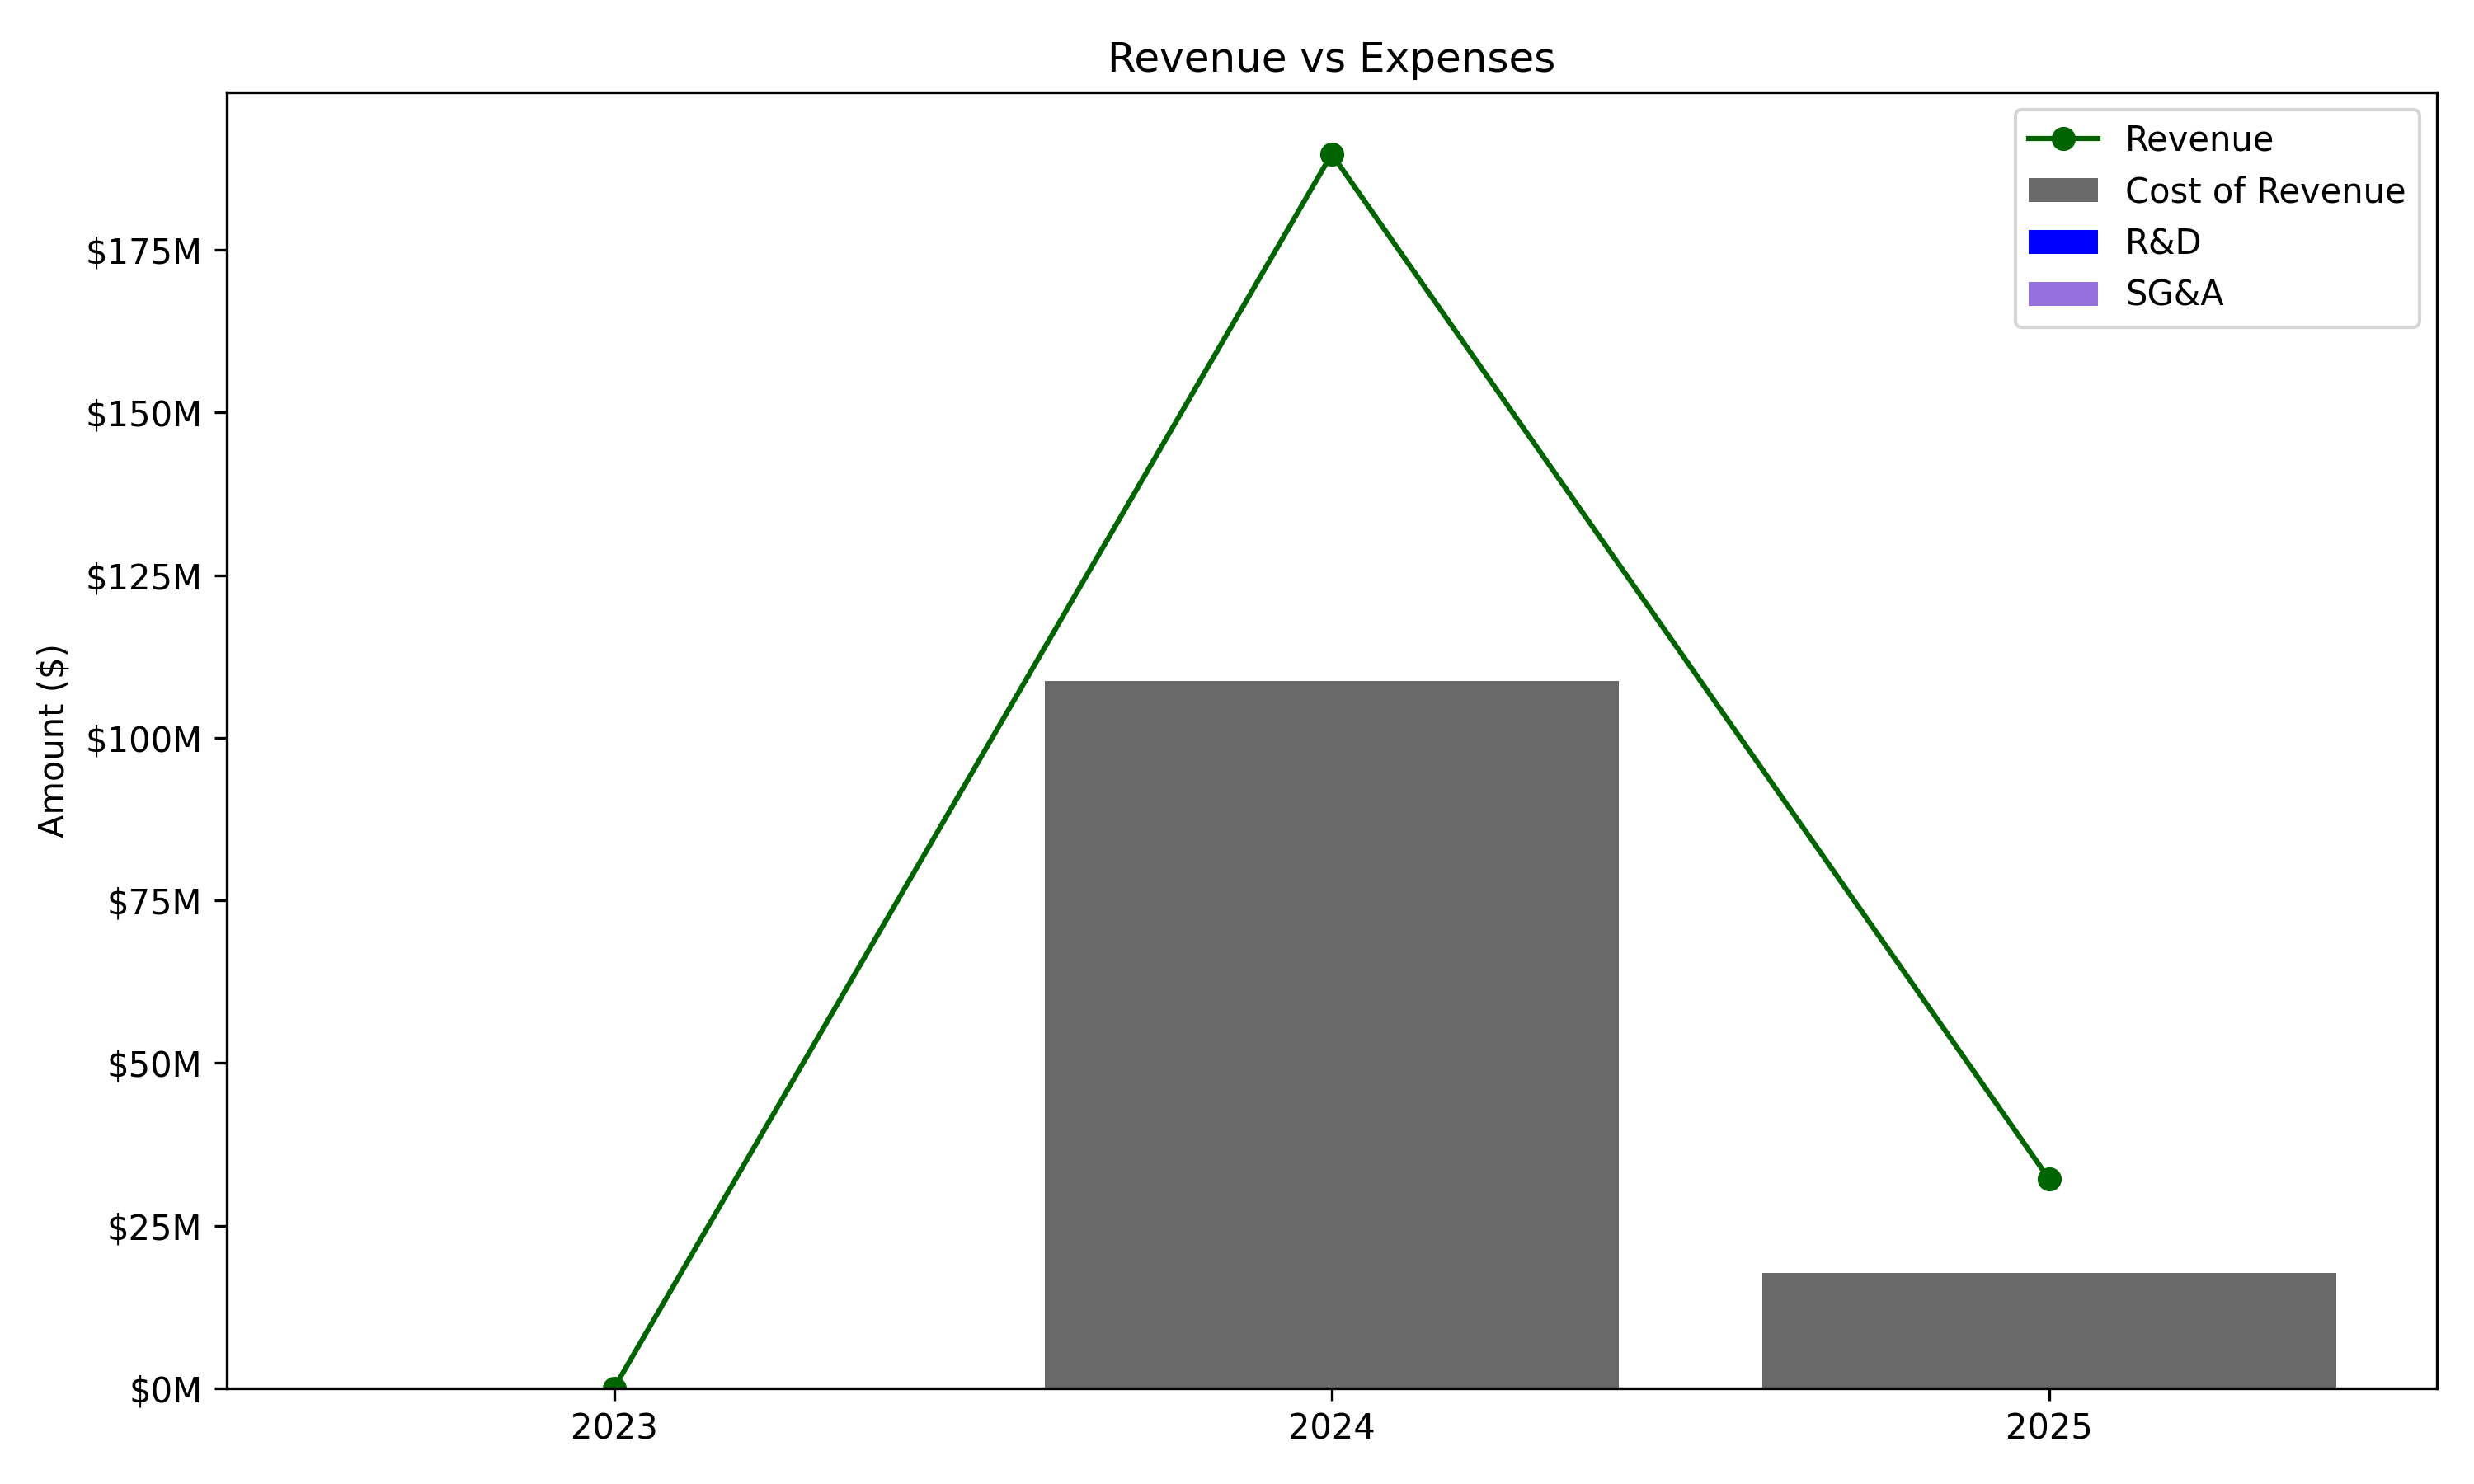 Revenue vs Expenses
Revenue
Cost of Revenue
R&D
SG&A
Amount ($)
$175M
$150M
$125M
$100M
$75M
$50M
$25M
$0M
2023
2024
2025